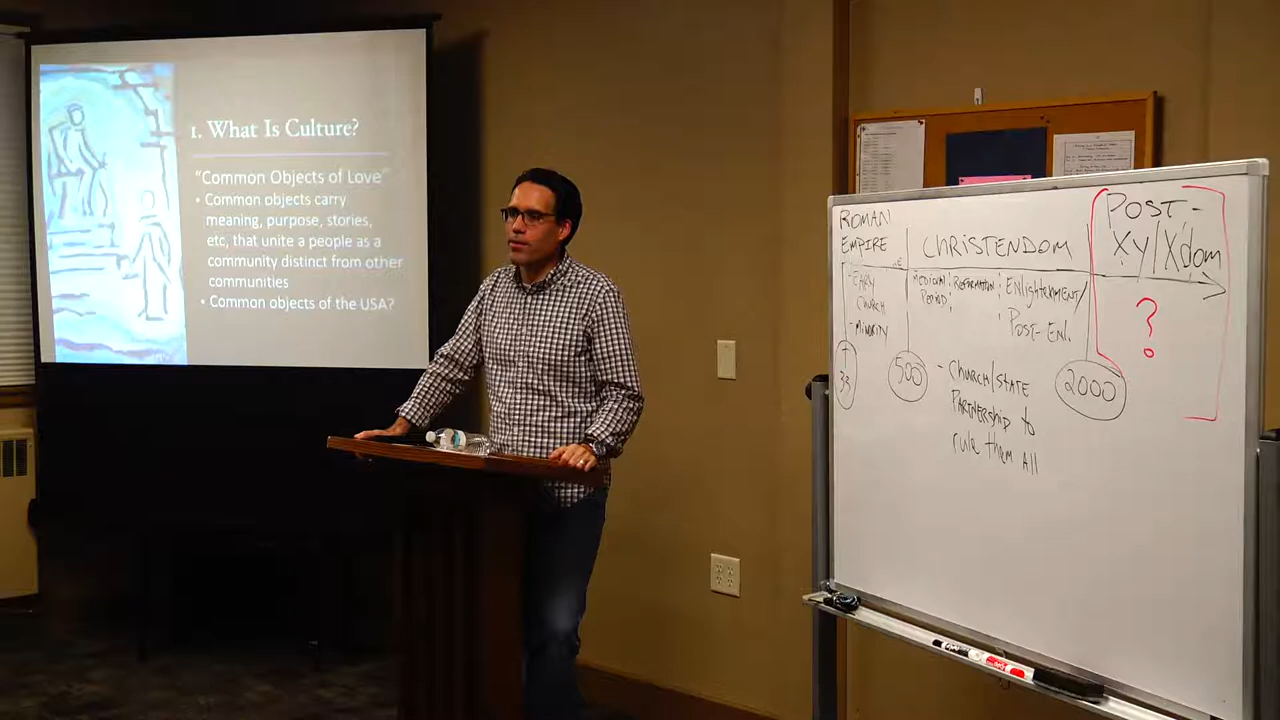 1. What Is Culture?
“Common Objects of Love”
• Common objects carry
meaning, purpose, stories,
etc, that unite a people as a
community distinct from other
communities
• Common objects of the USA?
ROMAN
EMPIRE
- EARY
CHURCH
- MINORITY
33
CHRISTENDOM
PERIOD
REFORMATION
ENLIGHTENMENT/
POST-ENL.
500
- CHURCH/STATE
PARTNERSHIP to
rule them All
2000
POST-
Xy/Xdom
?